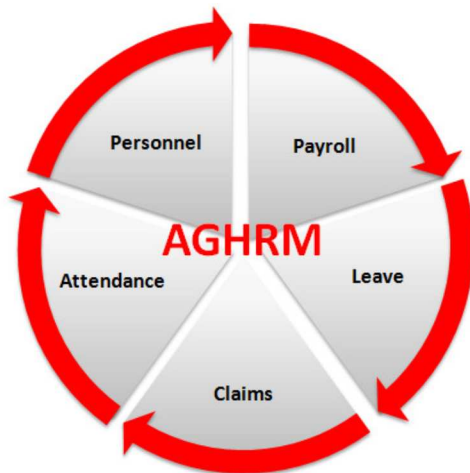 Personnel
Payroll
AGHRM
Attendance
Leave
Claims